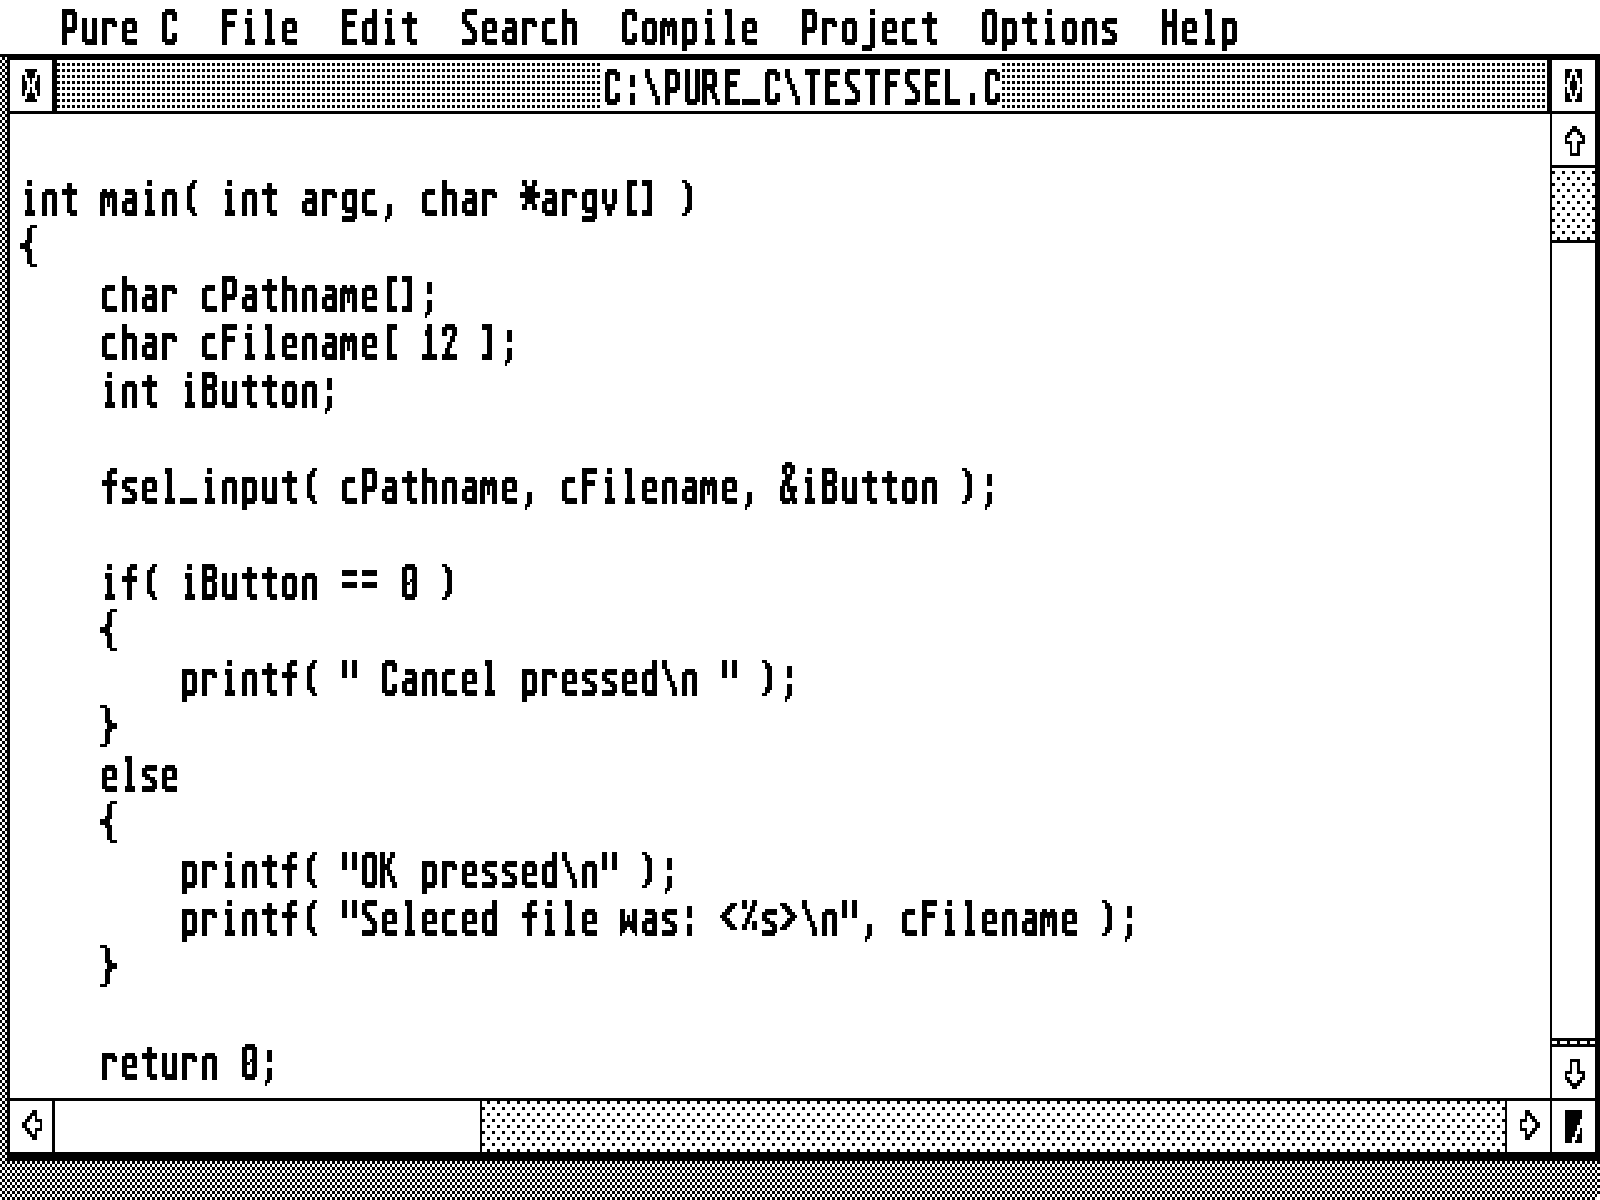 Pure C  File  Edit  Search  Compile  Project  Options  Help
C:\PURE_C\TESTFSEL.C
int main( int argc, char *argv[] )
{
    char cPathname[];
    char cFilename[ 12 ];
    int iButton;
    fsel_input( cPathname, cFilename, &iButton );
    if( iButton == 0 )
    {
        printf( " Cancel pressed\n " );
    }
    else
    {
        printf( "OK pressed\n" );
        printf( "Seleced file was: <%s>\n", cFilename );
    }
    return 0;